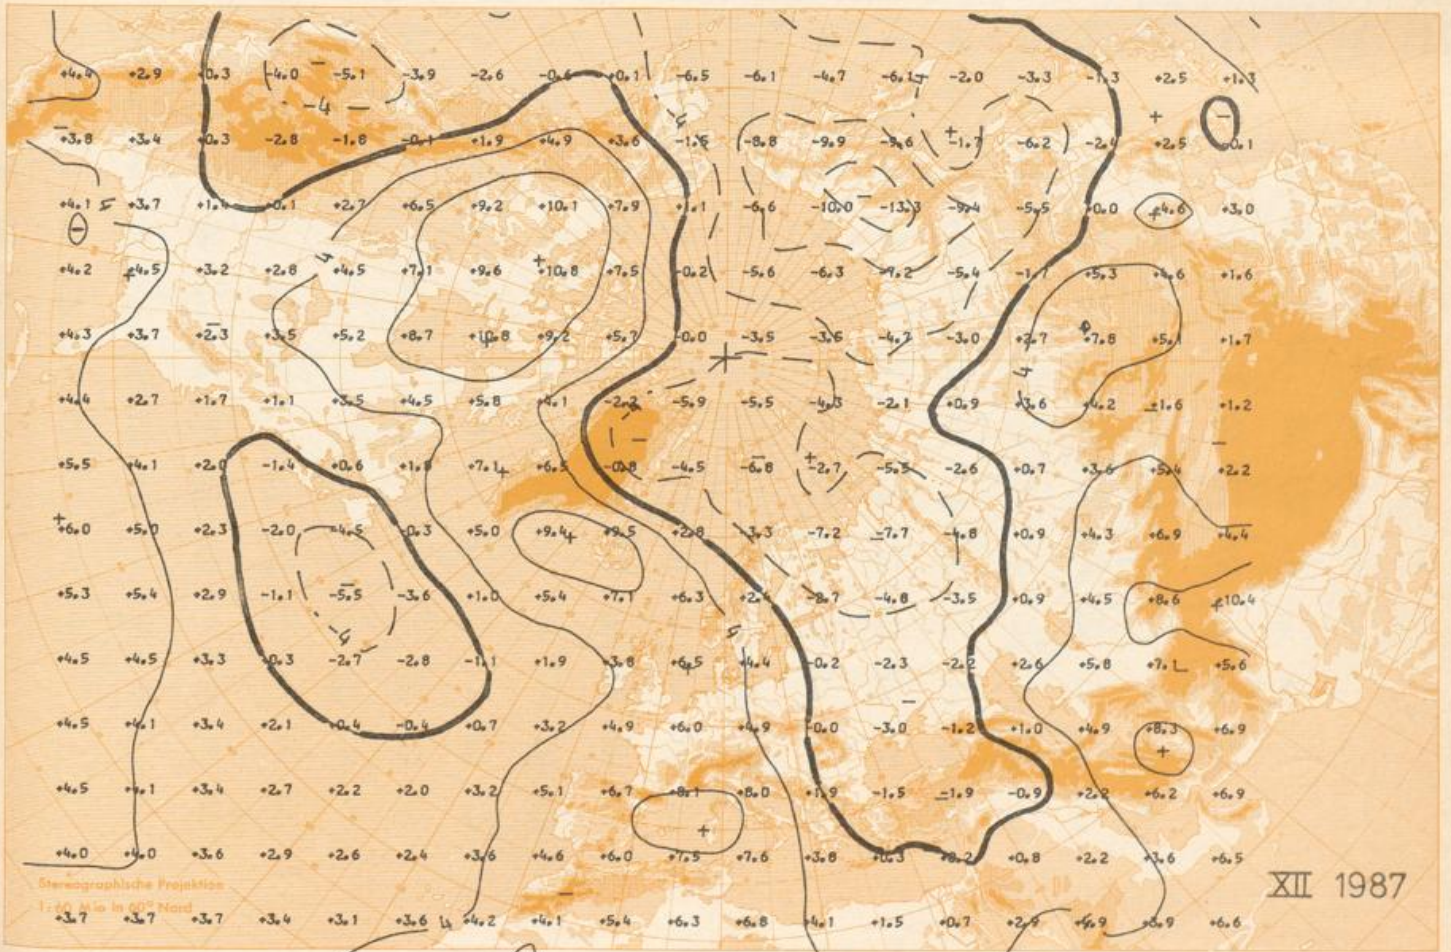 +4.4 +2.9 +0.3 -4.0 -5.1 -3.9 -2.6 -0.6 +0.1 -6.5 -6.1 -4.7 -6.1 -2.0 -3.3 -1.3 +2.5 +1.3
-4
-4
+3.8 +3.4 +0.3 -2.8 -1.8 -0.1 +1.9 +4.9 +3.6 -1.5 -8.8 -9.9 -9.6 -1.7 -6.2 -2.4 +2.5 -0.1
+4.1 +3.7 +1.4 -0.1 +2.7 +6.5 +9.2 +10.1 +7.9 +1.1 -6.6 -10.0 -13.3 -9.4 -5.5 -0.0 +4.6 +3.0
4
+4.2 +4.5 +3.2 +2.8 +4.5 +7.1 +9.6 +10.8 +7.5 -0.2 -5.6 -6.3 -9.2 -5.4 -1.7 +5.3 +4.6 +1.6
+4.3 +3.7 +2.3 +3.5 +5.2 +8.7 +10.8 +9.2 +5.7 -0.0 -3.5 -3.6 -4.7 -3.0 +2.7 +7.8 +5.1 +1.7
4
+4.4 +2.7 +1.7 +1.1 +3.5 +4.5 +5.8 +4.1 -2.2 -5.9 -5.5 -4.3 -2.1 +0.9 +3.6 +4.2 +1.6 +1.2
+5.5 +4.1 +2.0 -1.4 +0.6 +1.8 +7.1 +6.5 -0.8 -4.5 -6.8 -2.7 -5.5 -2.6 +0.7 +3.6 +5.4 +2.2
+6.0 +5.0 +2.3 -2.0 -4.5 -0.3 +5.0 +9.4 +9.5 +2.8 -3.3 -7.2 -7.7 -4.8 +0.9 +4.3 +6.9 +4.4
+5.3 +5.4 +2.9 -1.1 -5.5 -3.6 +1.0 +5.4 +7.1 +6.3 +2.4 -2.7 -4.8 -3.5 +0.9 +4.5 +8.6 +10.4
-4
4
+4.5 +4.5 +3.3 -0.3 -2.7 -2.8 -1.1 +1.9 +3.8 +6.5 +4.4 -0.2 -2.3 -2.2 +2.6 +5.8 +7.1 +5.6
+4.5 +4.1 +3.4 +2.1 +0.4 -0.4 +0.7 +3.2 +4.9 +6.0 +4.9 -0.0 -3.0 -1.2 +1.0 +4.9 +8.3 +6.9
+4.5 +4.1 +3.4 +2.7 +2.2 +2.0 +3.2 +5.1 +6.7 +8.1 +8.0 +1.9 -1.5 -1.9 -0.9 +2.2 +6.2 +6.9
+4.0 +4.0 +3.6 +2.9 +2.6 +2.4 +3.6 +4.6 +6.0 +7.5 +7.6 +3.8 +0.3 +0.2 +0.8 +2.2 +3.6 +6.5
Stereographische Projektion
1:60 Mio in 60° Nord
XII 1987
+3.7 +3.7 +3.7 +3.4 +3.1 +3.6 4 +4.2 +4.1 +5.4 +6.3 +6.8 +4.1 +1.5 +0.7 +2.9 +4.9 +3.9 +6.6